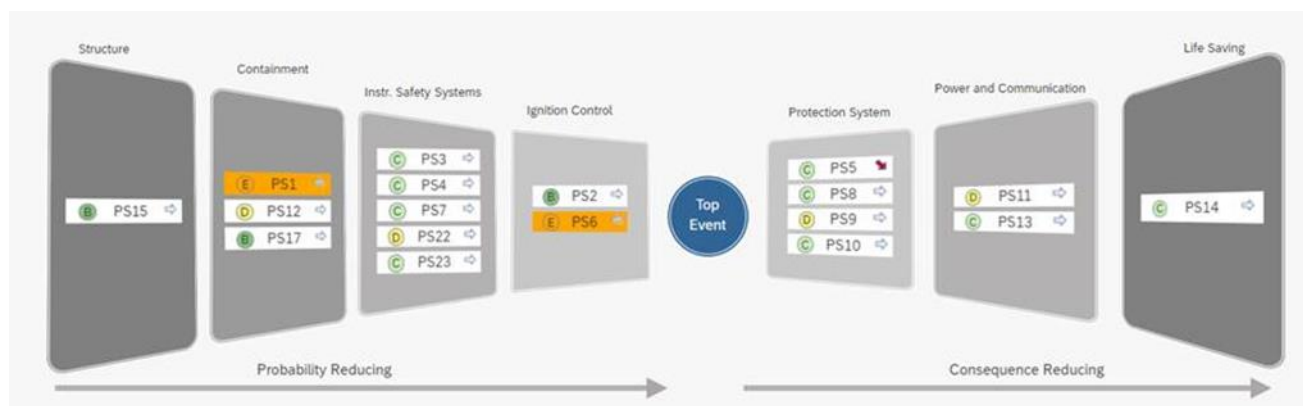 Structure
B PS15
Containment
E PS1
D PS12
B PS17
Instr. Safety Systems
C PS3
C PS4
C PS7
D PS22
C PS23
Ignition Control
B PS2
E PS6
Top
Event
Protection System
C PS5
C PS8
D PS9
C PS10
Power and Communication
D PS11
C PS13
Life Saving
C PS14
Probability Reducing
Consequence Reducing